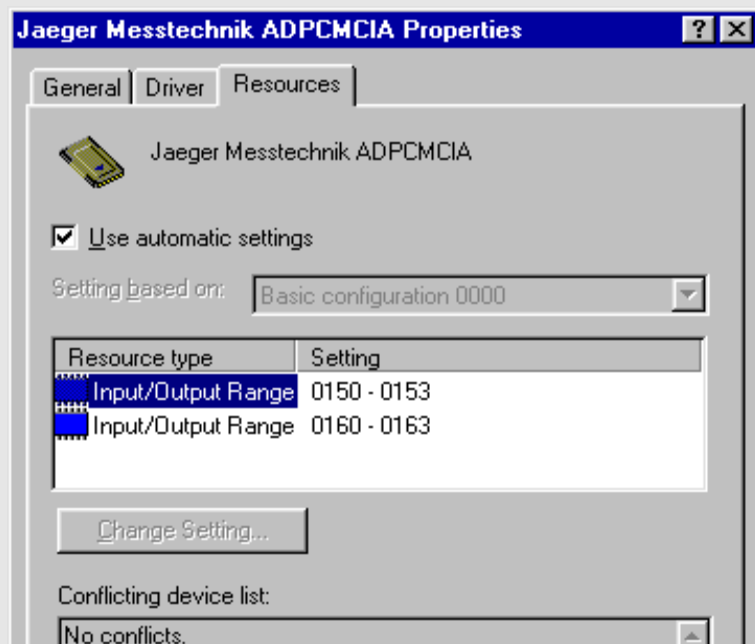 Jaeger Messtechnik ADPCMCIA Properties
General Driver Resources
Jaeger Messtechnik ADPCMCIA
Use automatic settings
Setting based on: Basic configuration 0000
Resource type Setting
Input/Output Range 0150 - 0153
Input/Output Range 0160 - 0163
Change Setting...
Conflicting device list:
No conflicts.